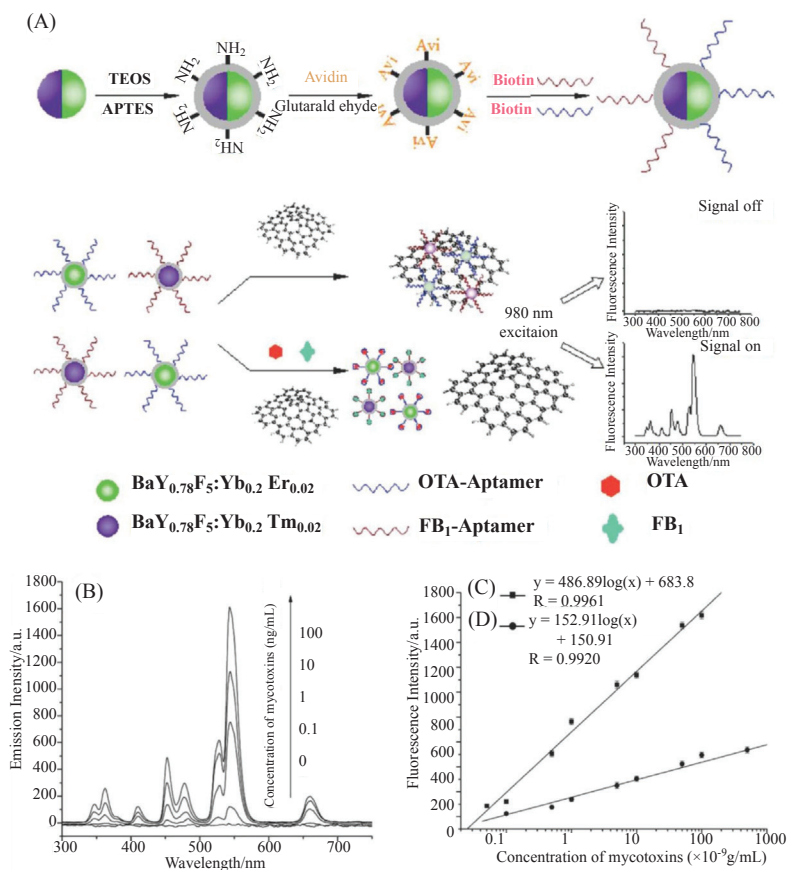 (A)
NH2
NH2
NH2
TEOS
APTES
NH2
NH2
NH2
Avidin
Glutarald ehyde
Avi
Avi
Avi
Avi
Avi
Avi
Biotin
Biotin
980 nm
excitaion
Signal off
Fluorescence Intensity
300 400 500 600 700 800
Wavelength/nm
Signal on
Fluorescence Intensity
300 400 500 600 700 800
Wavelength/nm
BaY0.78F5:Yb0.2 Er0.02
OTA-Aptamer
OTA
BaY0.78F5:Yb0.2 Tm0.02
FB1-Aptamer
FB1
(B)
Emission Inensity/a.u.
1800
1600
1400
1200
1000
800
600
400
200
0
300 400 500 600 700
Wavelength/nm
Concentration of mycotoxins (ng/mL)
100
10
1
0.1
0
(C) y = 486.89log(x) + 683.8
R = 0.9961
(D) y = 152.91log(x)
+ 150.91
R = 0.9920
Fluorescence Intensity/a.u.
1800
1600
1400
1200
1000
800
600
400
200
0
0.1 1 10 100 1000
Concentration of mycotoxins (×10-9g/mL)